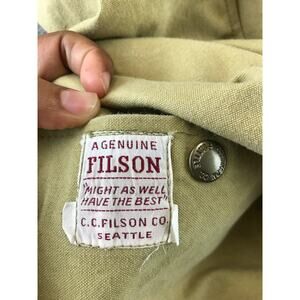 A GENUINE
FILSON
"MIGHT AS WELL
HAVE THE BEST"
C.C. FILSON CO.
SEATTLE